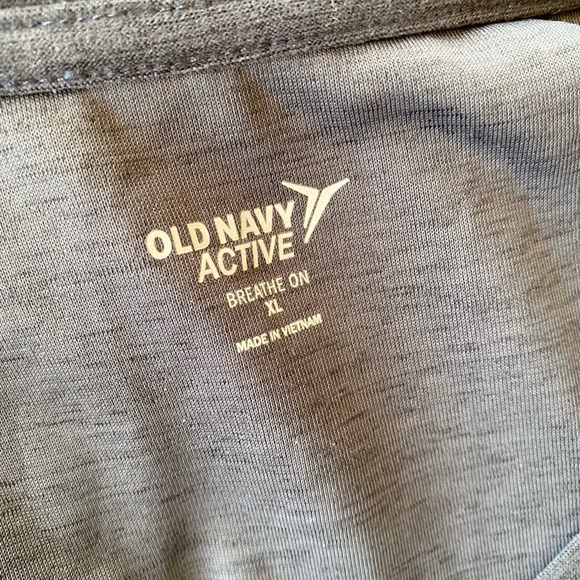 OLD NAVY
ACTIVE
BREATHE ON
XL
MADE IN VIETNAM